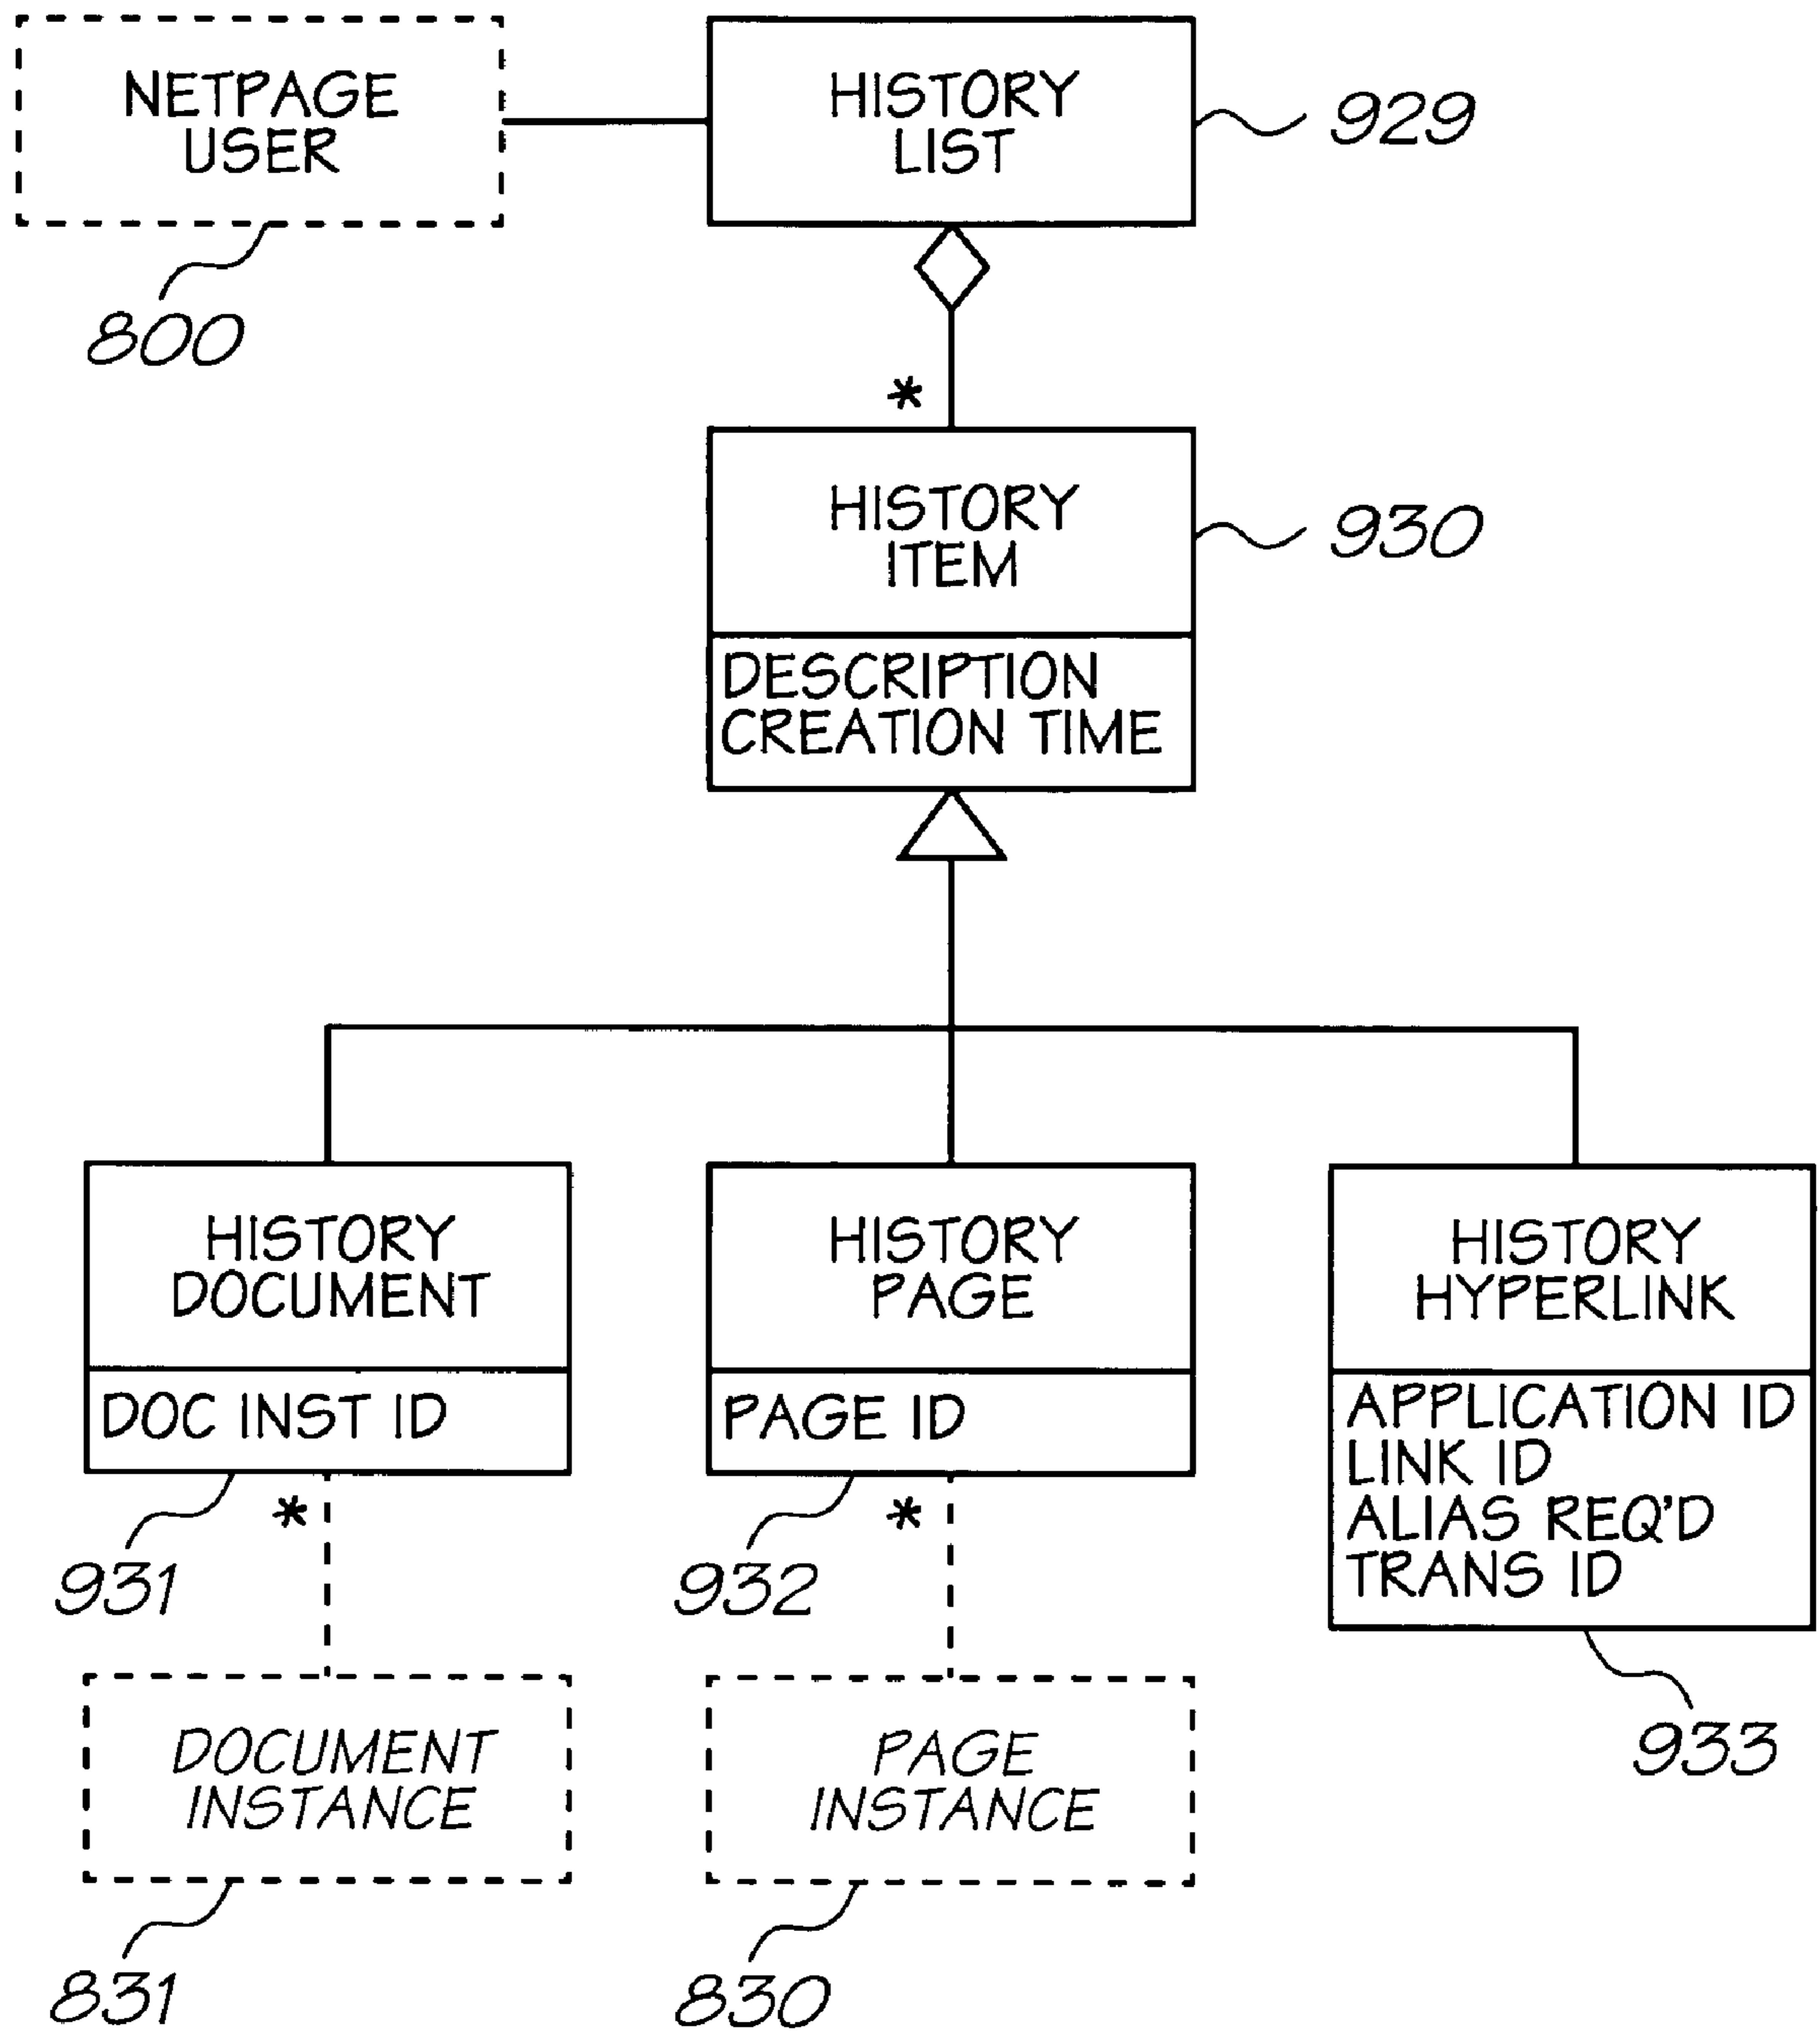 NETPAGE
USER
800
HISTORY
LIST
929
*
HISTORY
ITEM
930
DESCRIPTION
CREATION TIME
HISTORY
DOCUMENT
DOC INST ID
931
*
HISTORY
PAGE
PAGE ID
932
*
HISTORY
HYPERLINK
APPLICATION ID
LINK ID
ALIAS REQ'D
TRANS ID
933
DOCUMENT
INSTANCE
831
PAGE
INSTANCE
830